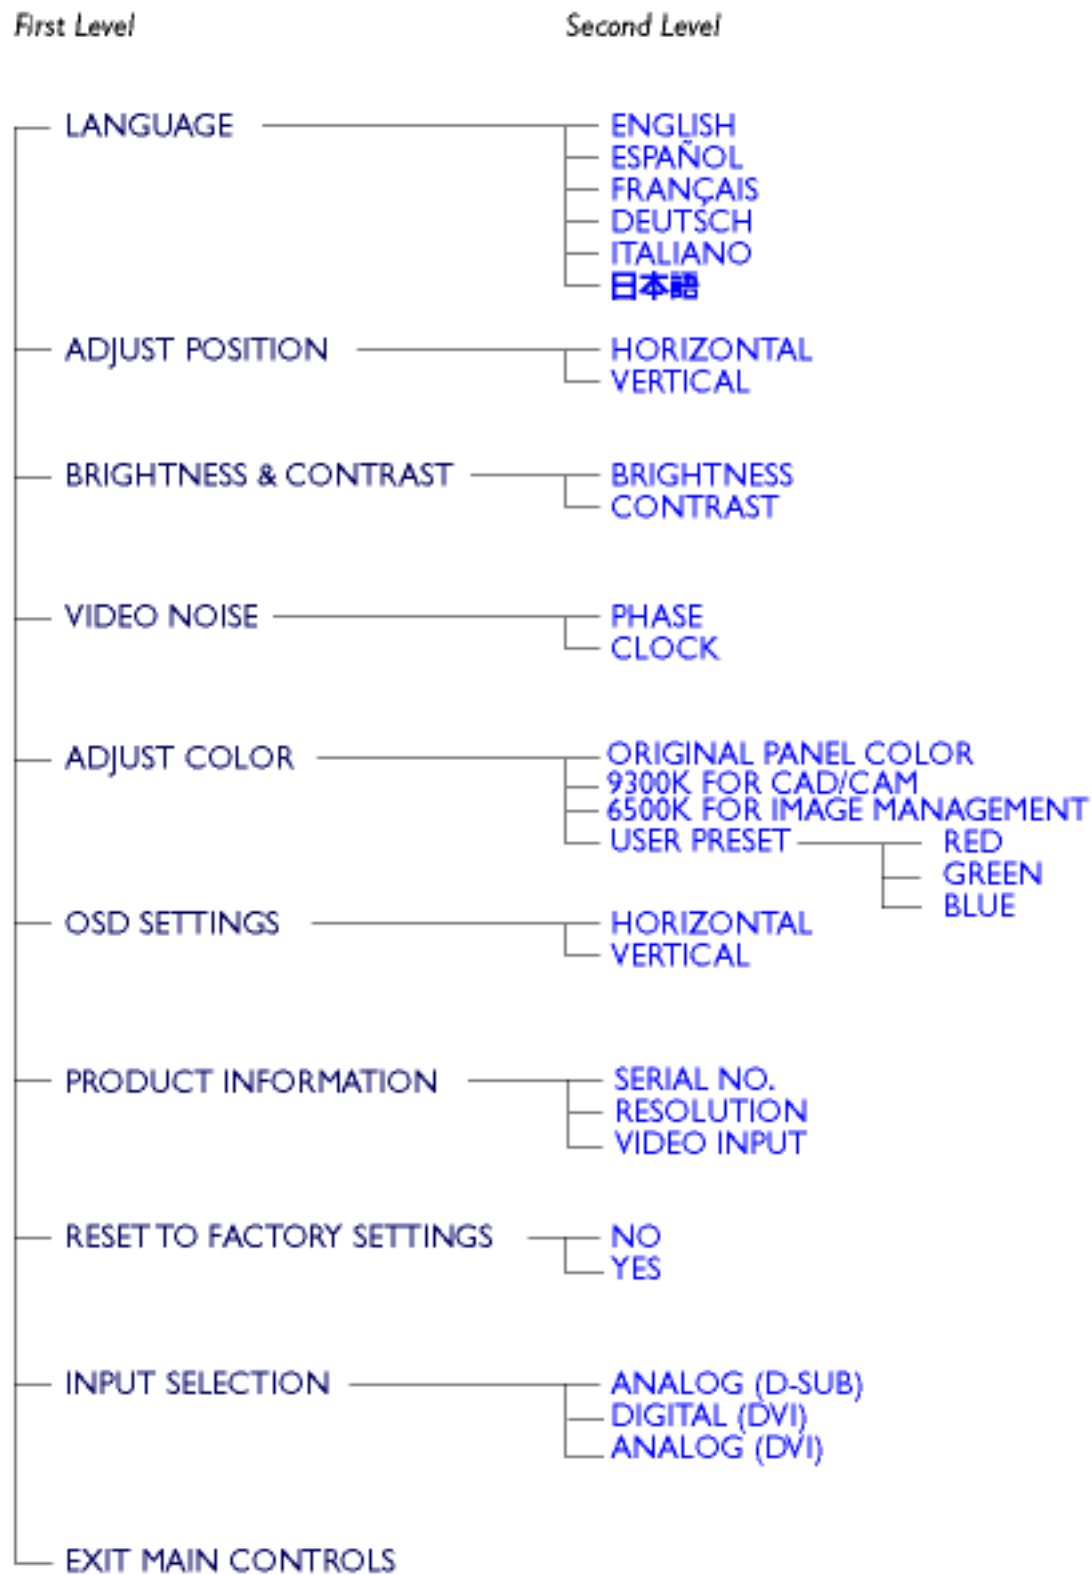 First Level Second Level
LANGUAGE ENGLISH
ESPAÑOL
FRANÇAIS
DEUTSCH
ITALIANO
日本語
ADJUST POSITION HORIZONTAL
VERTICAL
BRIGHTNESS & CONTRAST BRIGHTNESS
CONTRAST
VIDEO NOISE PHASE
CLOCK
ADJUST COLOR ORIGINAL PANEL COLOR
9300K FOR CAD/CAM
6500K FOR IMAGE MANAGEMENT
USER PRESET RED
GREEN
BLUE
OSD SETTINGS HORIZONTAL
VERTICAL
PRODUCT INFORMATION SERIAL NO.
RESOLUTION
VIDEO INPUT
RESET TO FACTORY SETTINGS NO
YES
INPUT SELECTION ANALOG (D-SUB)
DIGITAL (DVI)
ANALOG (DVI)
EXIT MAIN CONTROLS